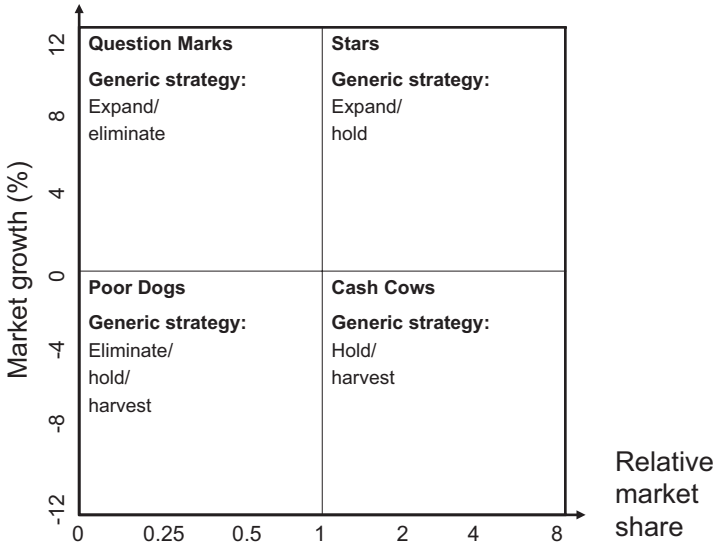 Market growth (%)
12
8
4
0
-4
-8
-12
Question Marks
Generic strategy:
Expand/
eliminate
Stars
Generic strategy:
Expand/
hold
Poor Dogs
Generic strategy:
Eliminate/
hold/
harvest
Cash Cows
Generic strategy:
Hold/
harvest
0 0.25 0.5 1 2 4 8
Relative
market
share